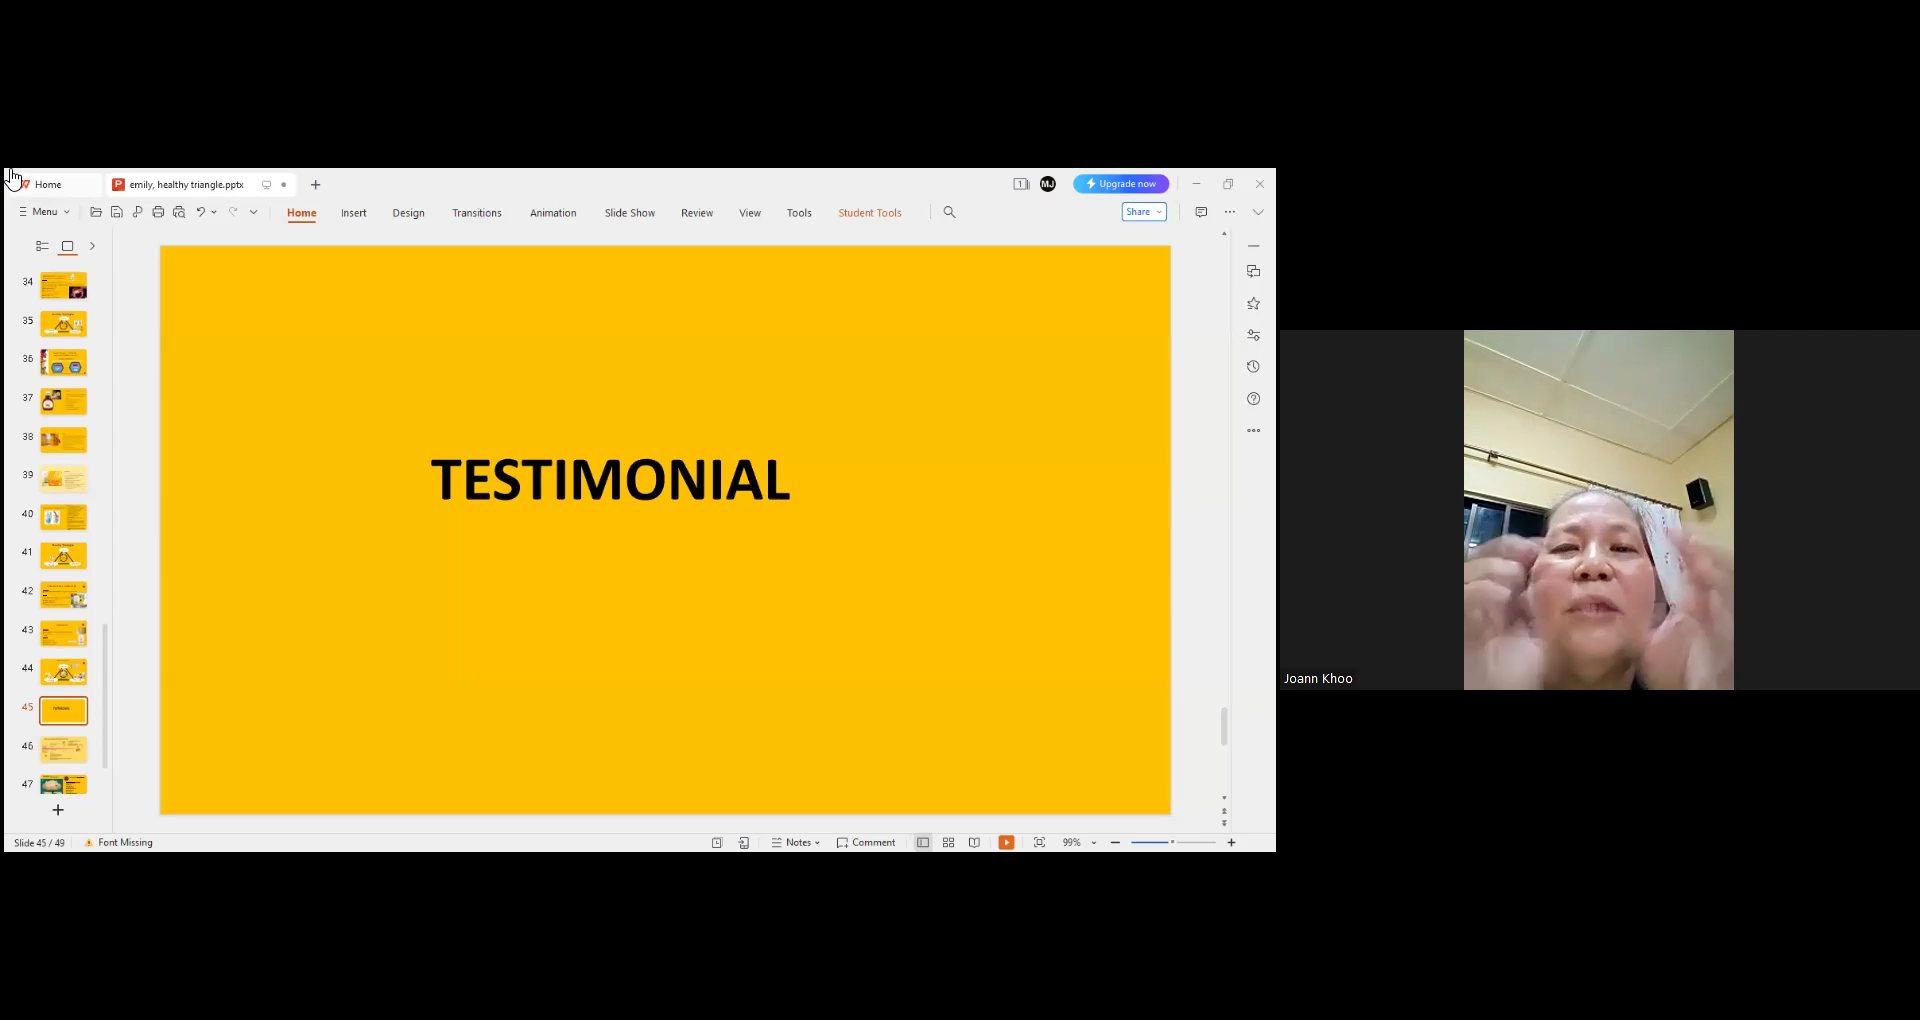 Home
emily, healthy triangle.pptx
MJ
Upgrade now
Menu
Home
Insert
Design
Transitions
Animation
Slide Show
Review
View
Tools
Student Tools
Share
34
35
36
37
38
39
40
41
42
43
44
45
46
47
TESTIMONIAL
Joann Khoo
Slide 45 / 49
Font Missing
Notes
Comment
99%